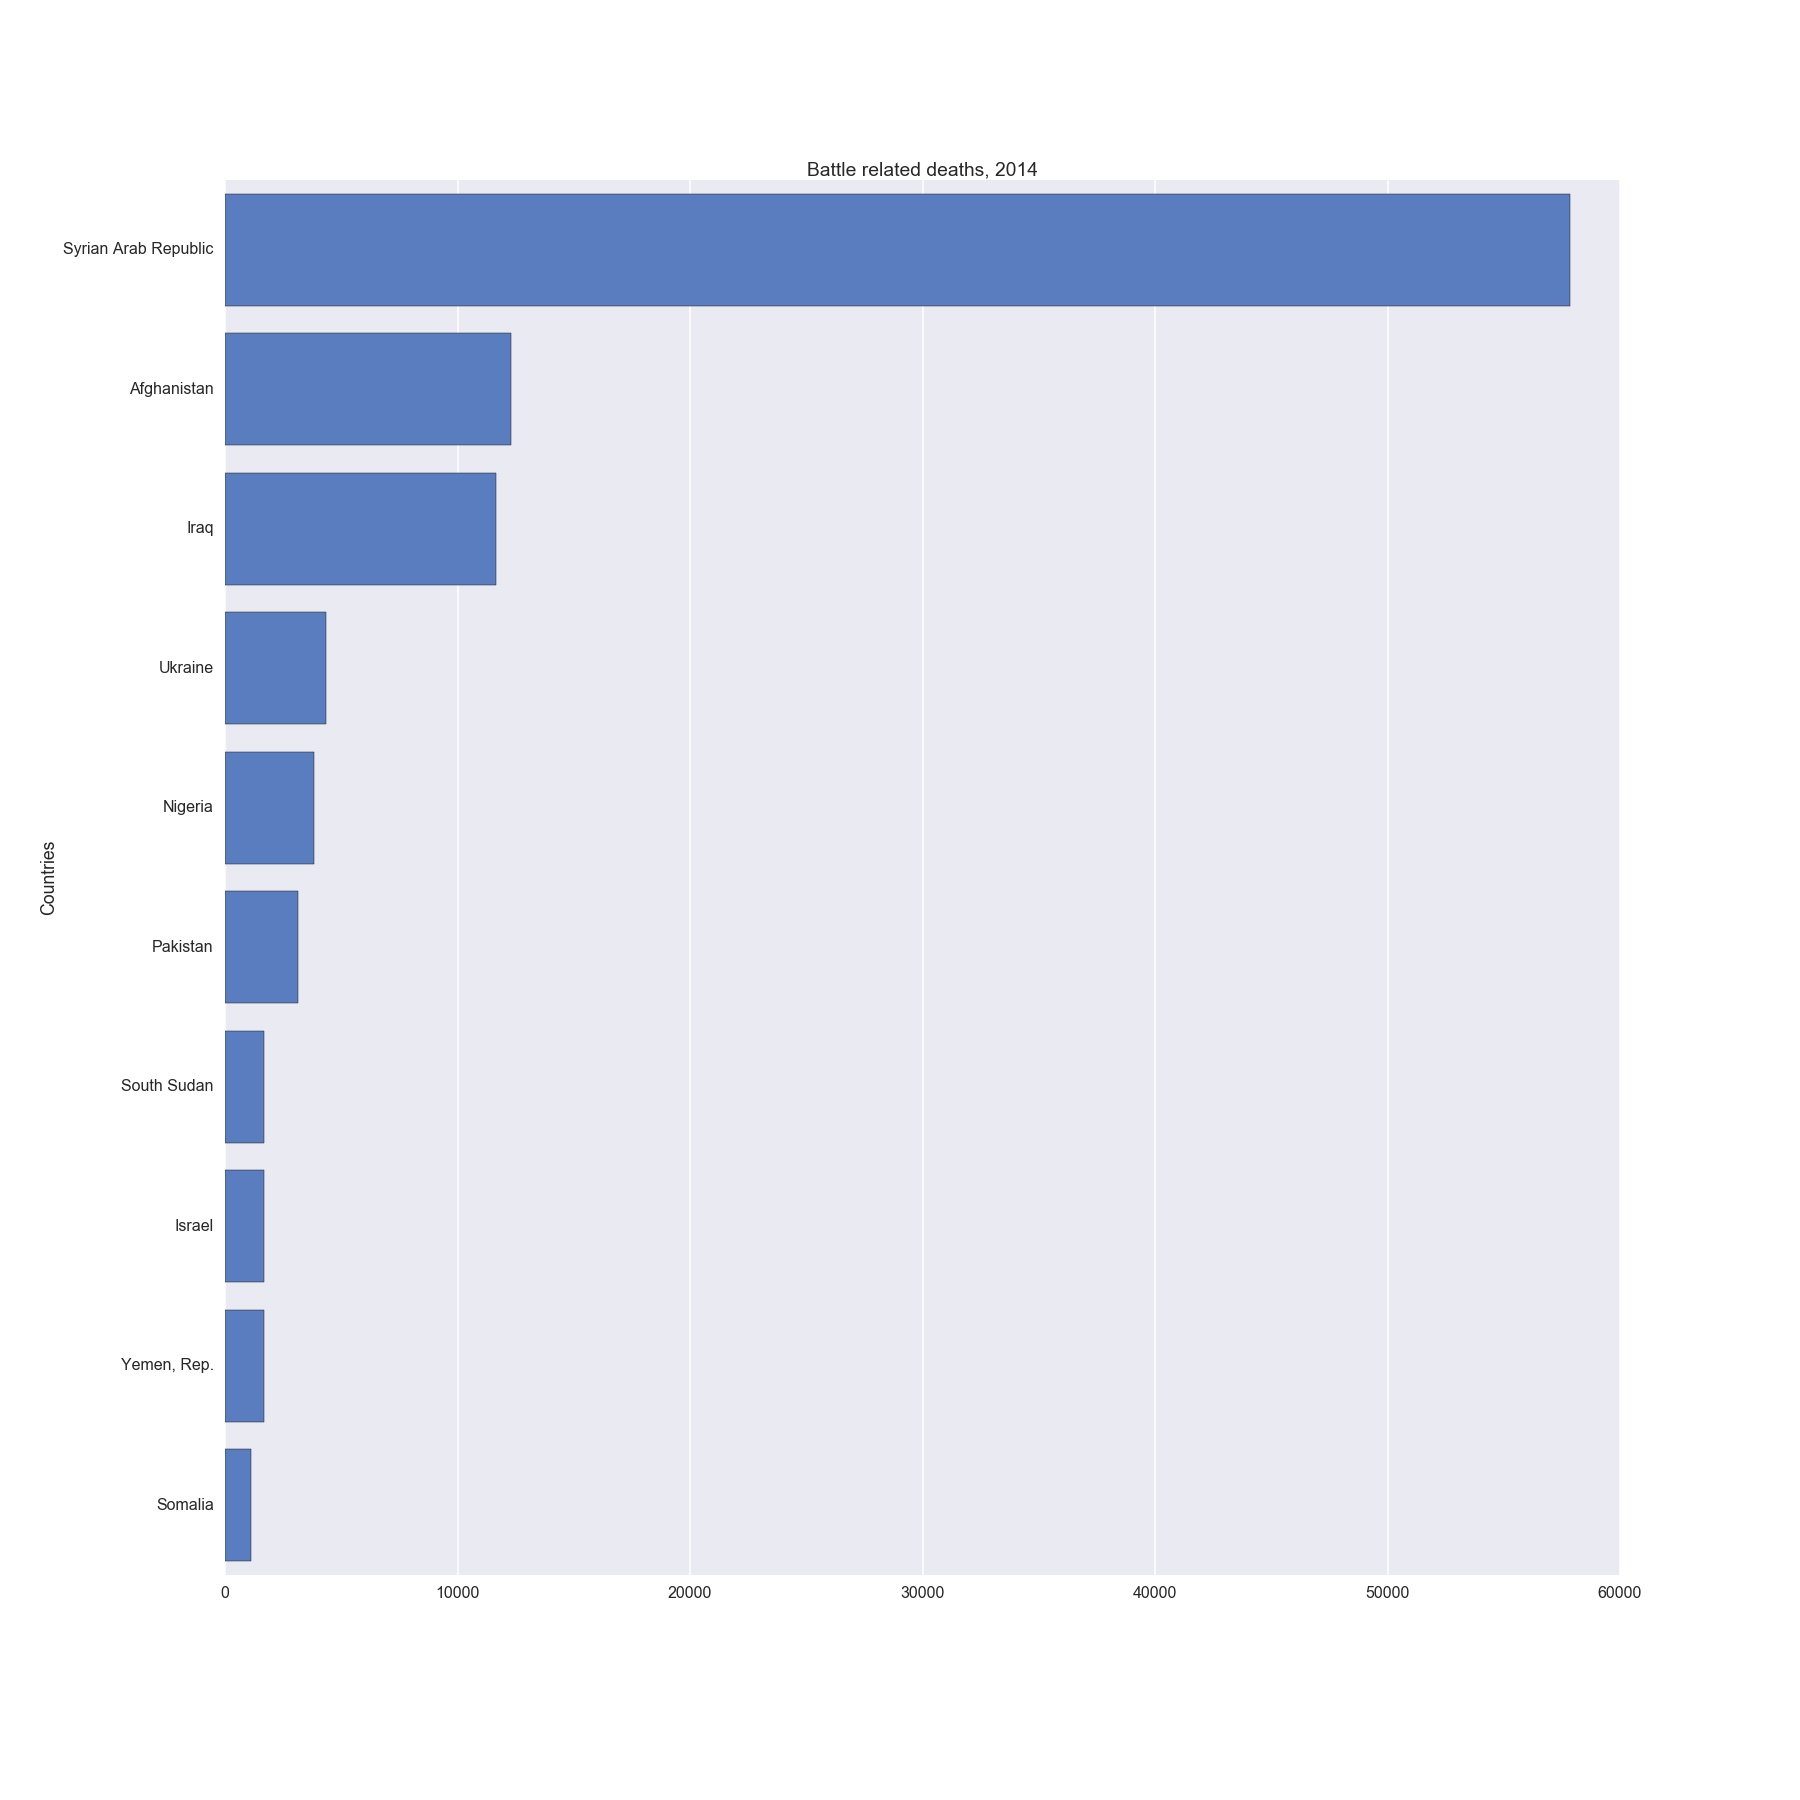 Battle related deaths, 2014
Syrian Arab Republic
Afghanistan
Iraq
Ukraine
Nigeria
Pakistan
South Sudan
Israel
Yemen, Rep.
Somalia
Countries
0 10000 20000 30000 40000 50000 60000